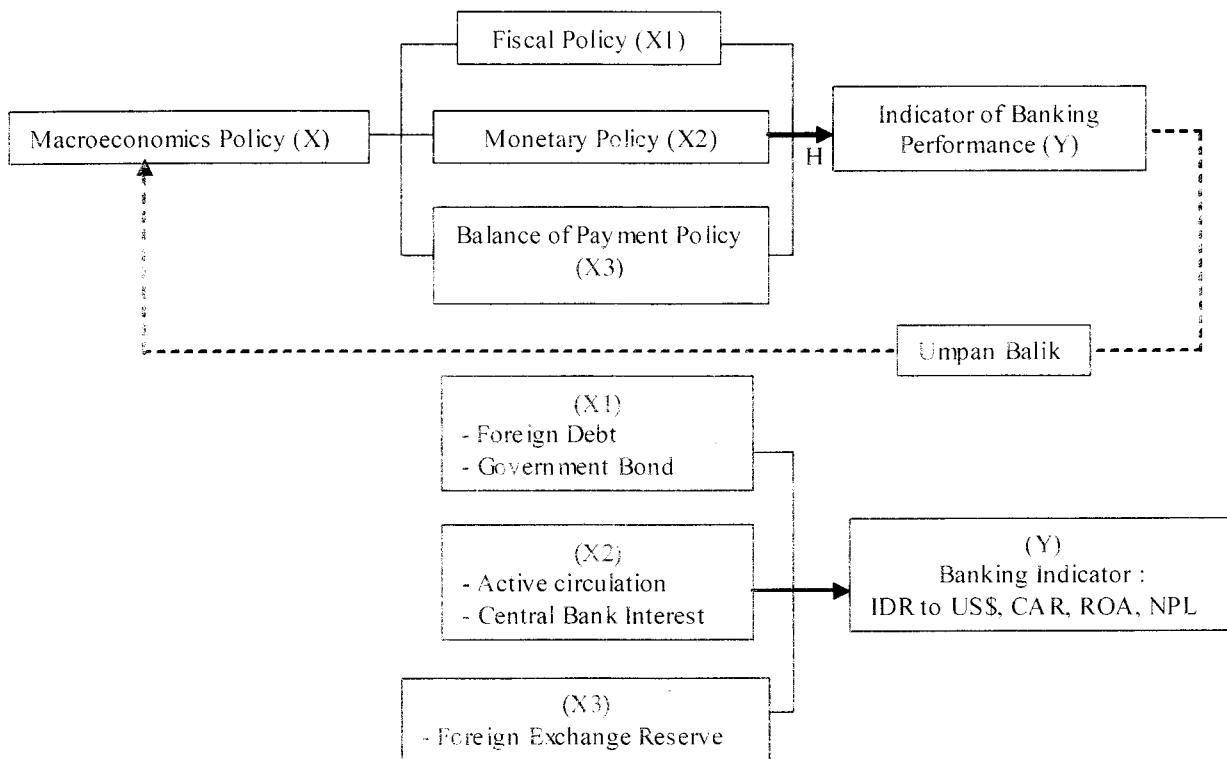 Fiscal Policy (X1)
Macroeconomics Policy (X)
Monetary Policy (X2)
H
Indicator of Banking
Performance (Y)
Balance of Payment Policy
(X3)
Umpan Balik
(X1)
- Foreign Debt
- Government Bond
(X2)
- Active circulation
- Central Bank Interest
(Y)
Banking Indicator :
IDR to US$, CAR, ROA, NPL
(X3)
- Foreign Exchange Reserve